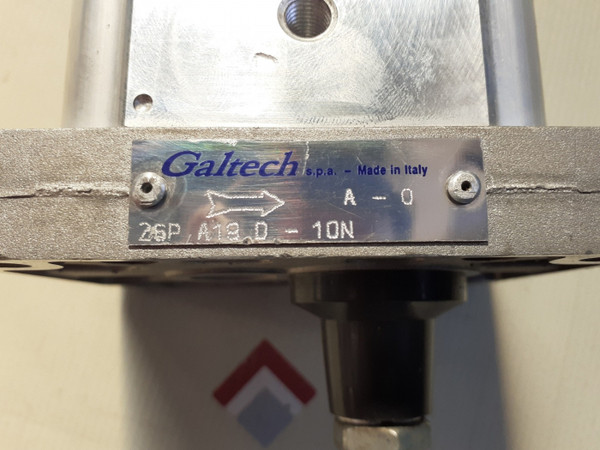 Galtech s.p.a. - Made in Italy
A - 0
2SP A19 D - 10N